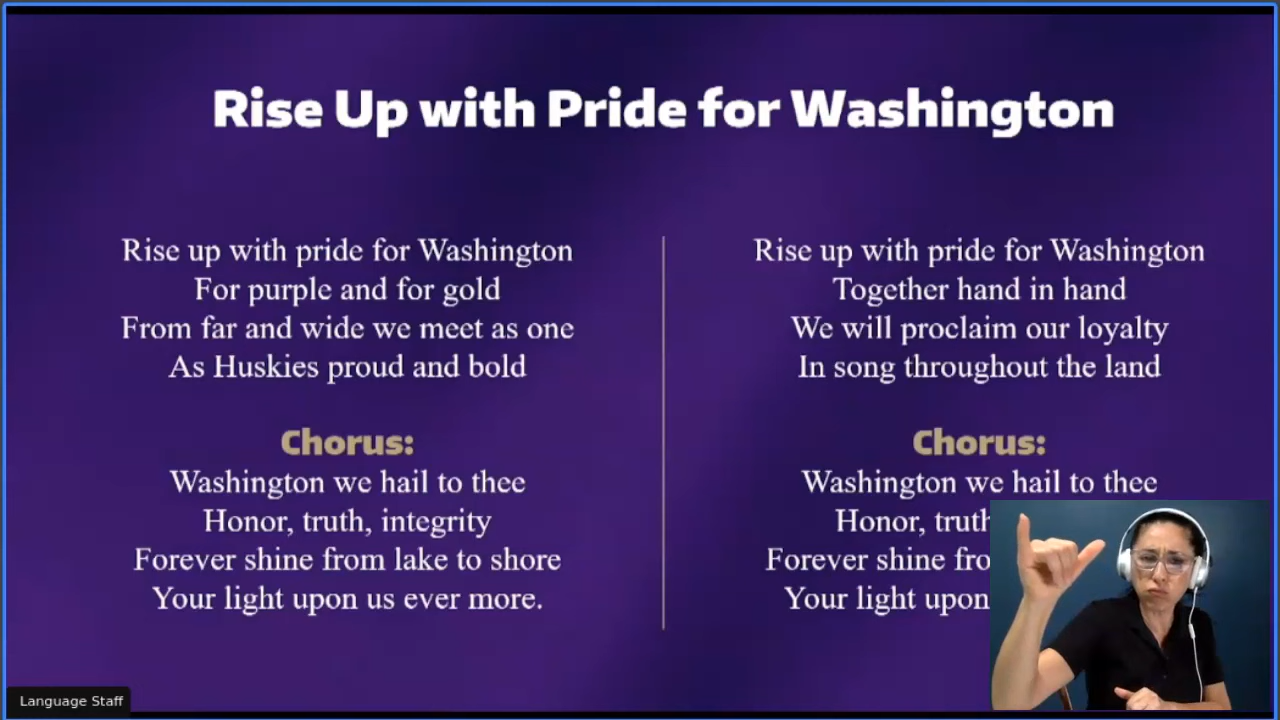 Rise Up with Pride for Washington
Rise up with pride for Washington
For purple and for gold
From far and wide we meet as one
As Huskies proud and bold
Chorus:
Washington we hail to thee
Honor, truth, integrity
Forever shine from lake to shore
Your light upon us ever more.
Rise up with pride for Washington
Together hand in hand
We will proclaim our loyalty
In song throughout the land
Chorus:
Washington we hail to thee
Honor, truth
Forever shine
Your light upon
Language Staff